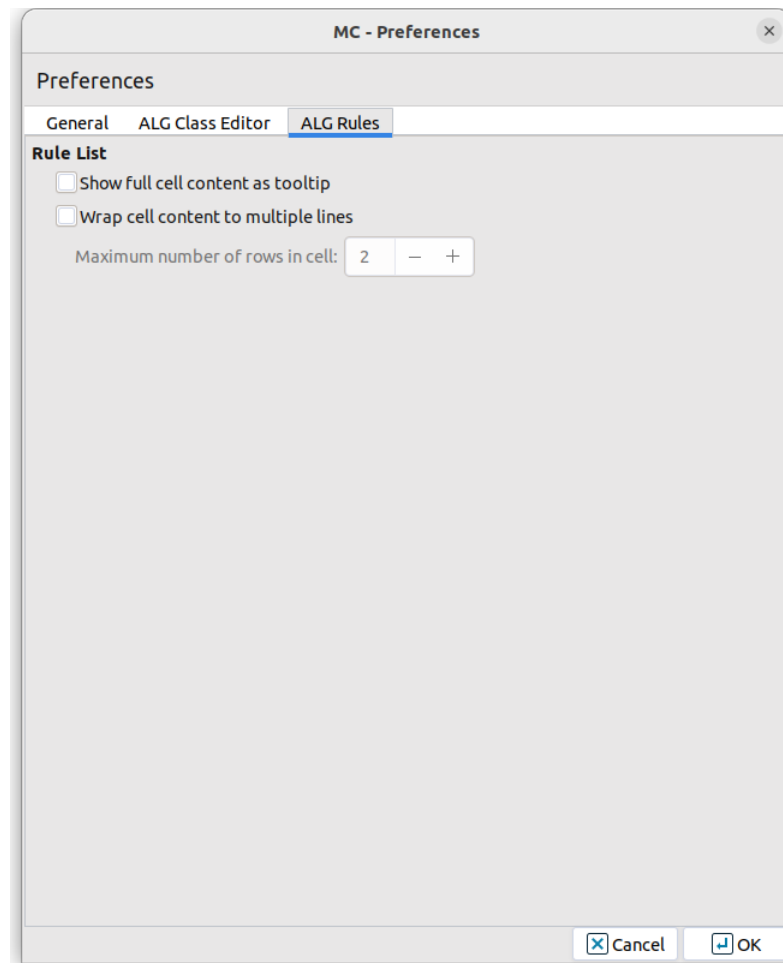 MC - Preferences
Preferences
General ALG Class Editor ALG Rules
Rule List
Show full cell content as tooltip
Wrap cell content to multiple lines
Maximum number of rows in cell: 2 − +
Cancel OK